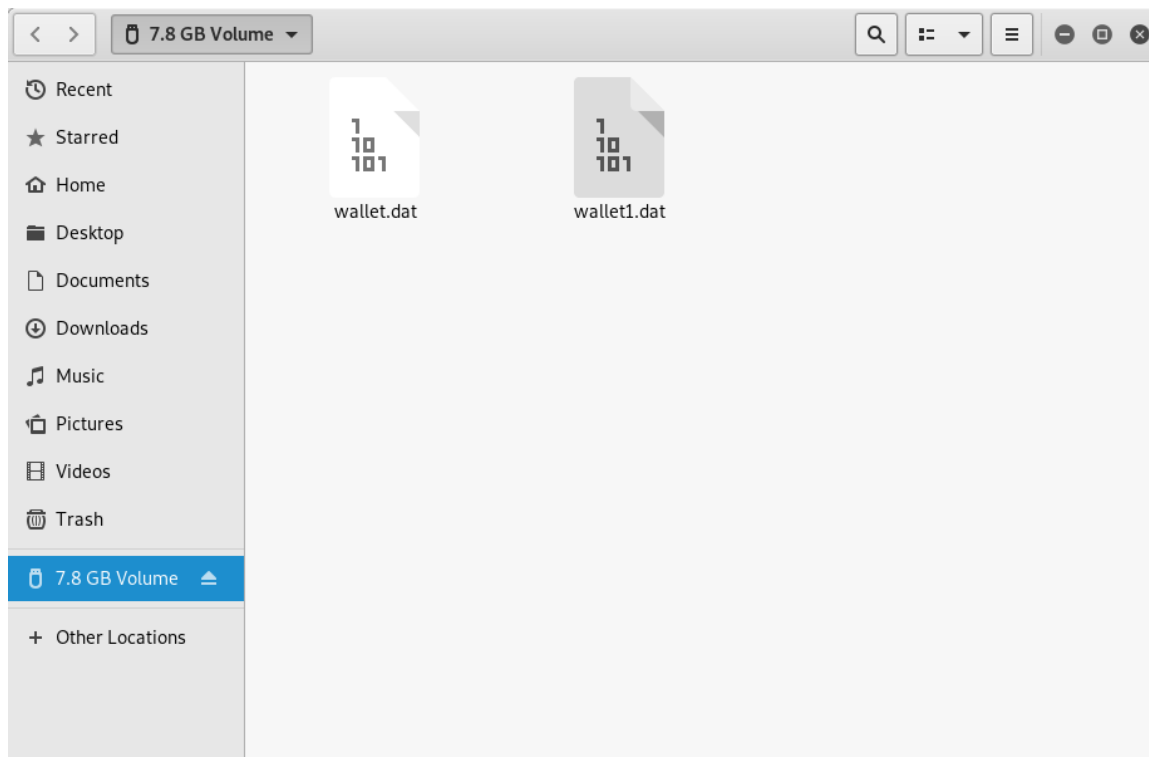 7.8 GB Volume
Recent
Starred
Home
Desktop
Documents
Downloads
Music
Pictures
Videos
Trash
7.8 GB Volume
Other Locations
1
10
101
wallet.dat
1
10
101
wallet1.dat